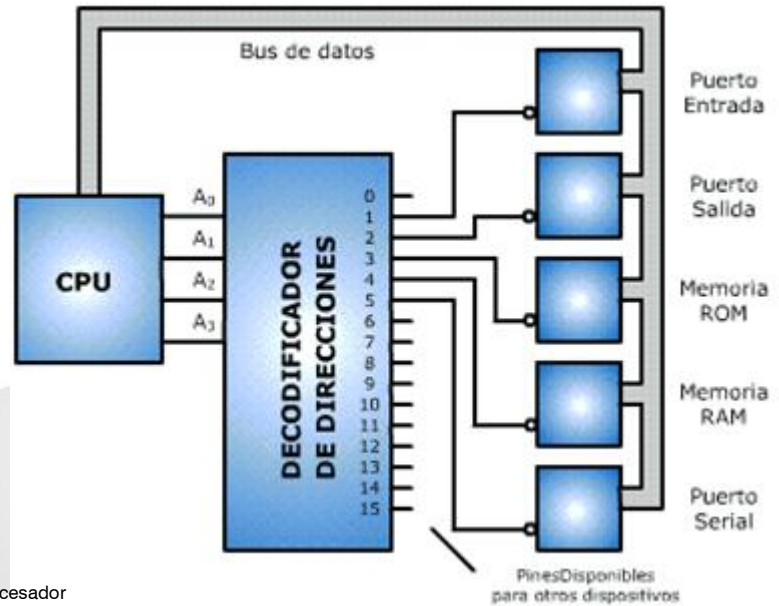 Bus de datos
Puerto
Entrada
Puerto
Salida
Memoria
ROM
Memoria
RAM
Puerto
Serial
CPU
A0
A1
A2
A3
DECODIFICADOR
DE DIRECCIONES
0
1
2
3
4
5
6
7
8
9
10
11
12
13
14
15
PinesDisponibles
para otros dispositivos
cesador